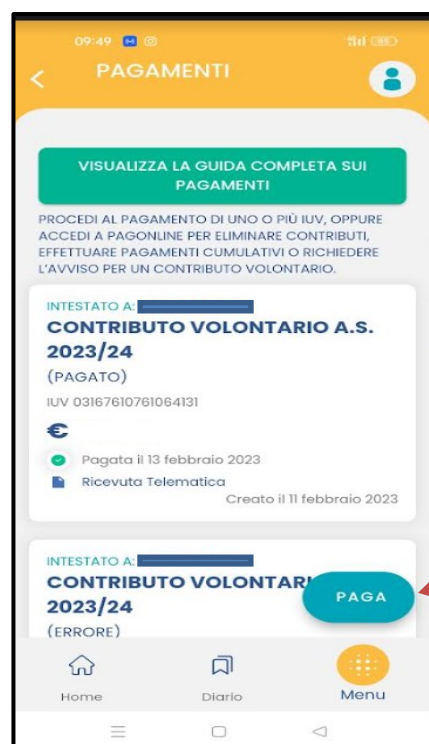 09:49
PAGAMENTI
VISUALIZZA LA GUIDA COMPLETA SUI
PAGAMENTI
PROCEDI AL PAGAMENTO DI UNO O PIÙ IUV, OPPURE
ACCEDI A PAGONLINE PER ELIMINARE CONTRIBUTI,
EFFETTUARE PAGAMENTI CUMULATIVI O RICHIEDERE
L'AVVISO PER UN CONTRIBUTO VOLONTARIO.
INTESTATO A:
CONTRIBUTO VOLONTARIO A.S.
2023/24
(PAGATO)
IUV 03167610761064131
€
Pagata il 13 febbraio 2023
Ricevuta Telematica
Creato il 11 febbraio 2023
INTESTATO A:
CONTRIBUTO VOLONTARI
2023/24
(ERRORE)
PAGA
Home
Diario
Menu